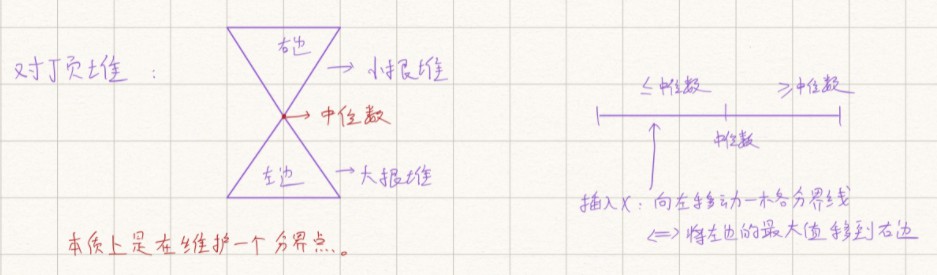 对顶堆：
右边
→ 小根堆
→ 中位数
左边
→ 大根堆
本质上是在维护一个分界点。
≤中位数
≥中位数
中位数
插入x：向左移动一格分界线
⟺ 将左边的最大值移到右边